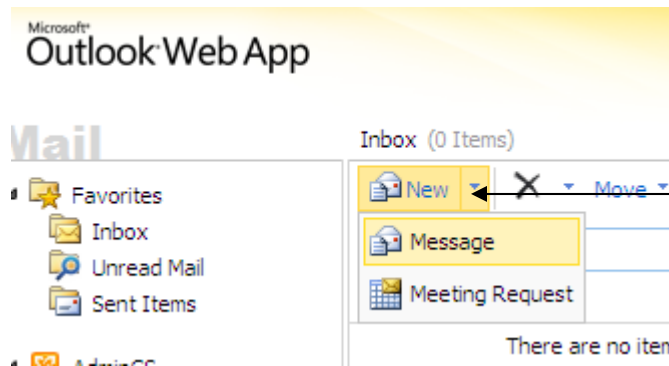 Microsoft®
Outlook Web App
Mail
Inbox (0 Items)
Favorites
New
Move
Inbox
Message
Unread Mail
Meeting Request
Sent Items
There are no item
AdminCS